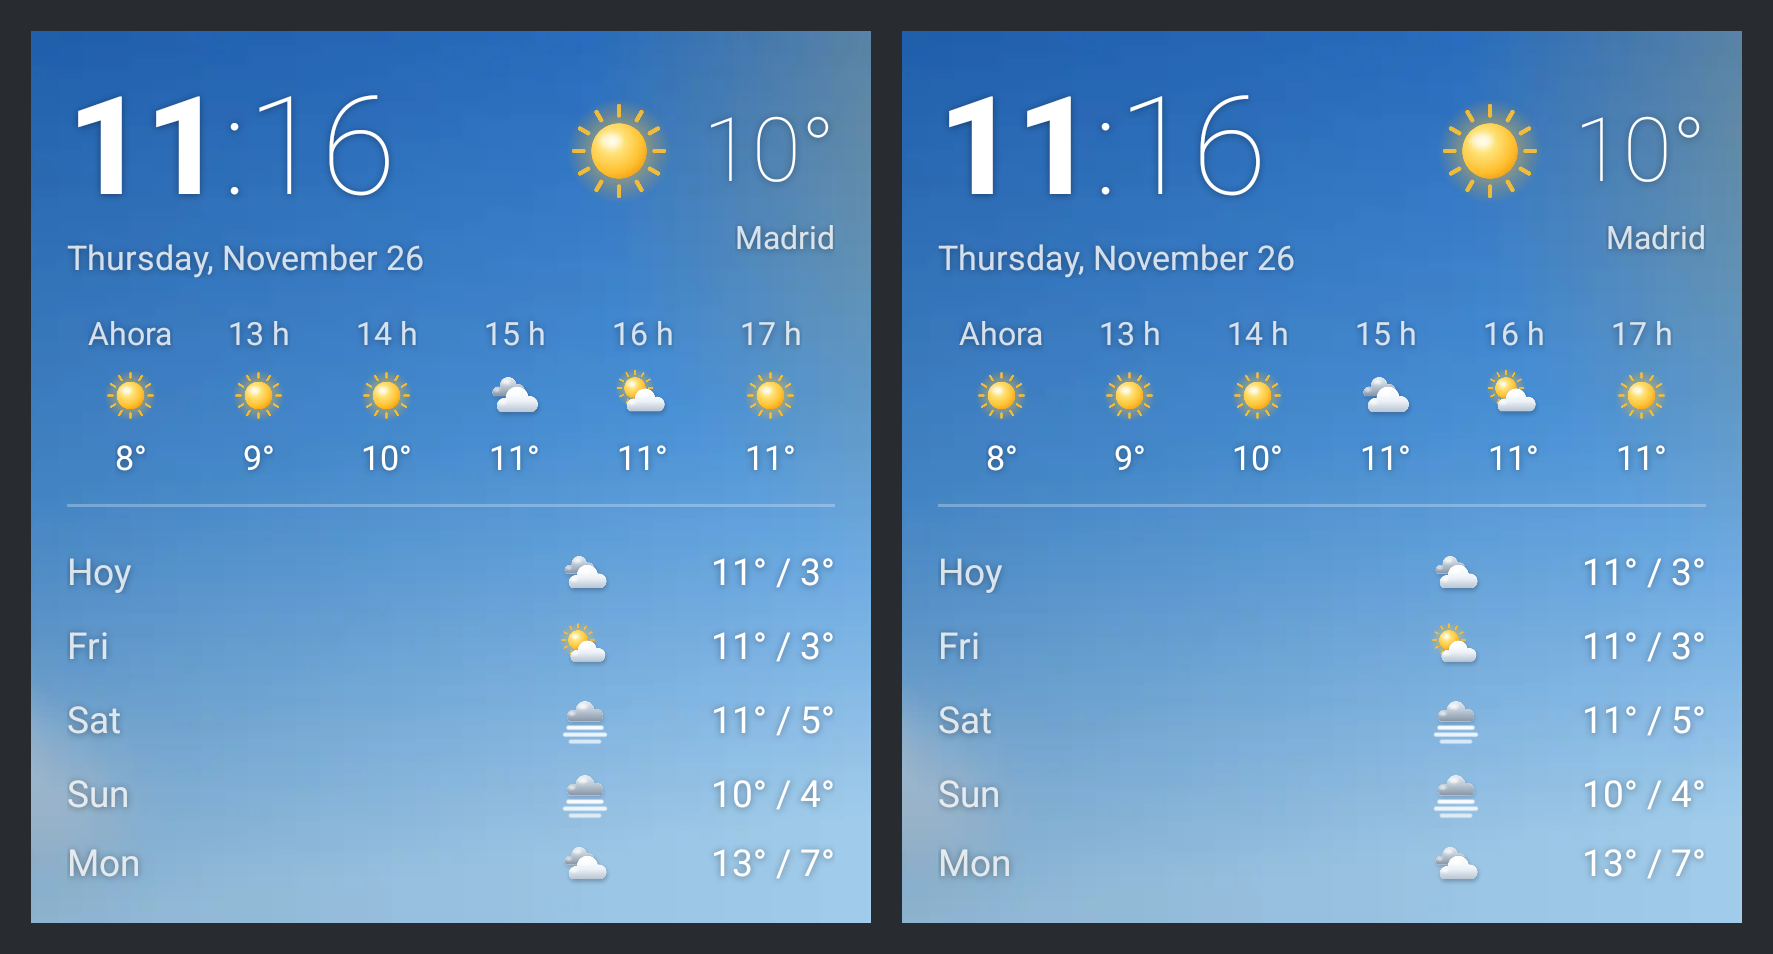 11:16
10°
Madrid
Thursday, November 26
Ahora 13 h 14 h 15 h 16 h 17 h
8° 9° 10° 11° 11° 11°
Hoy 11° / 3°
Fri 11° / 3°
Sat 11° / 5°
Sun 10° / 4°
Mon 13° / 7°
11:16
10°
Madrid
Thursday, November 26
Ahora 13 h 14 h 15 h 16 h 17 h
8° 9° 10° 11° 11° 11°
Hoy 11° / 3°
Fri 11° / 3°
Sat 11° / 5°
Sun 10° / 4°
Mon 13° / 7°